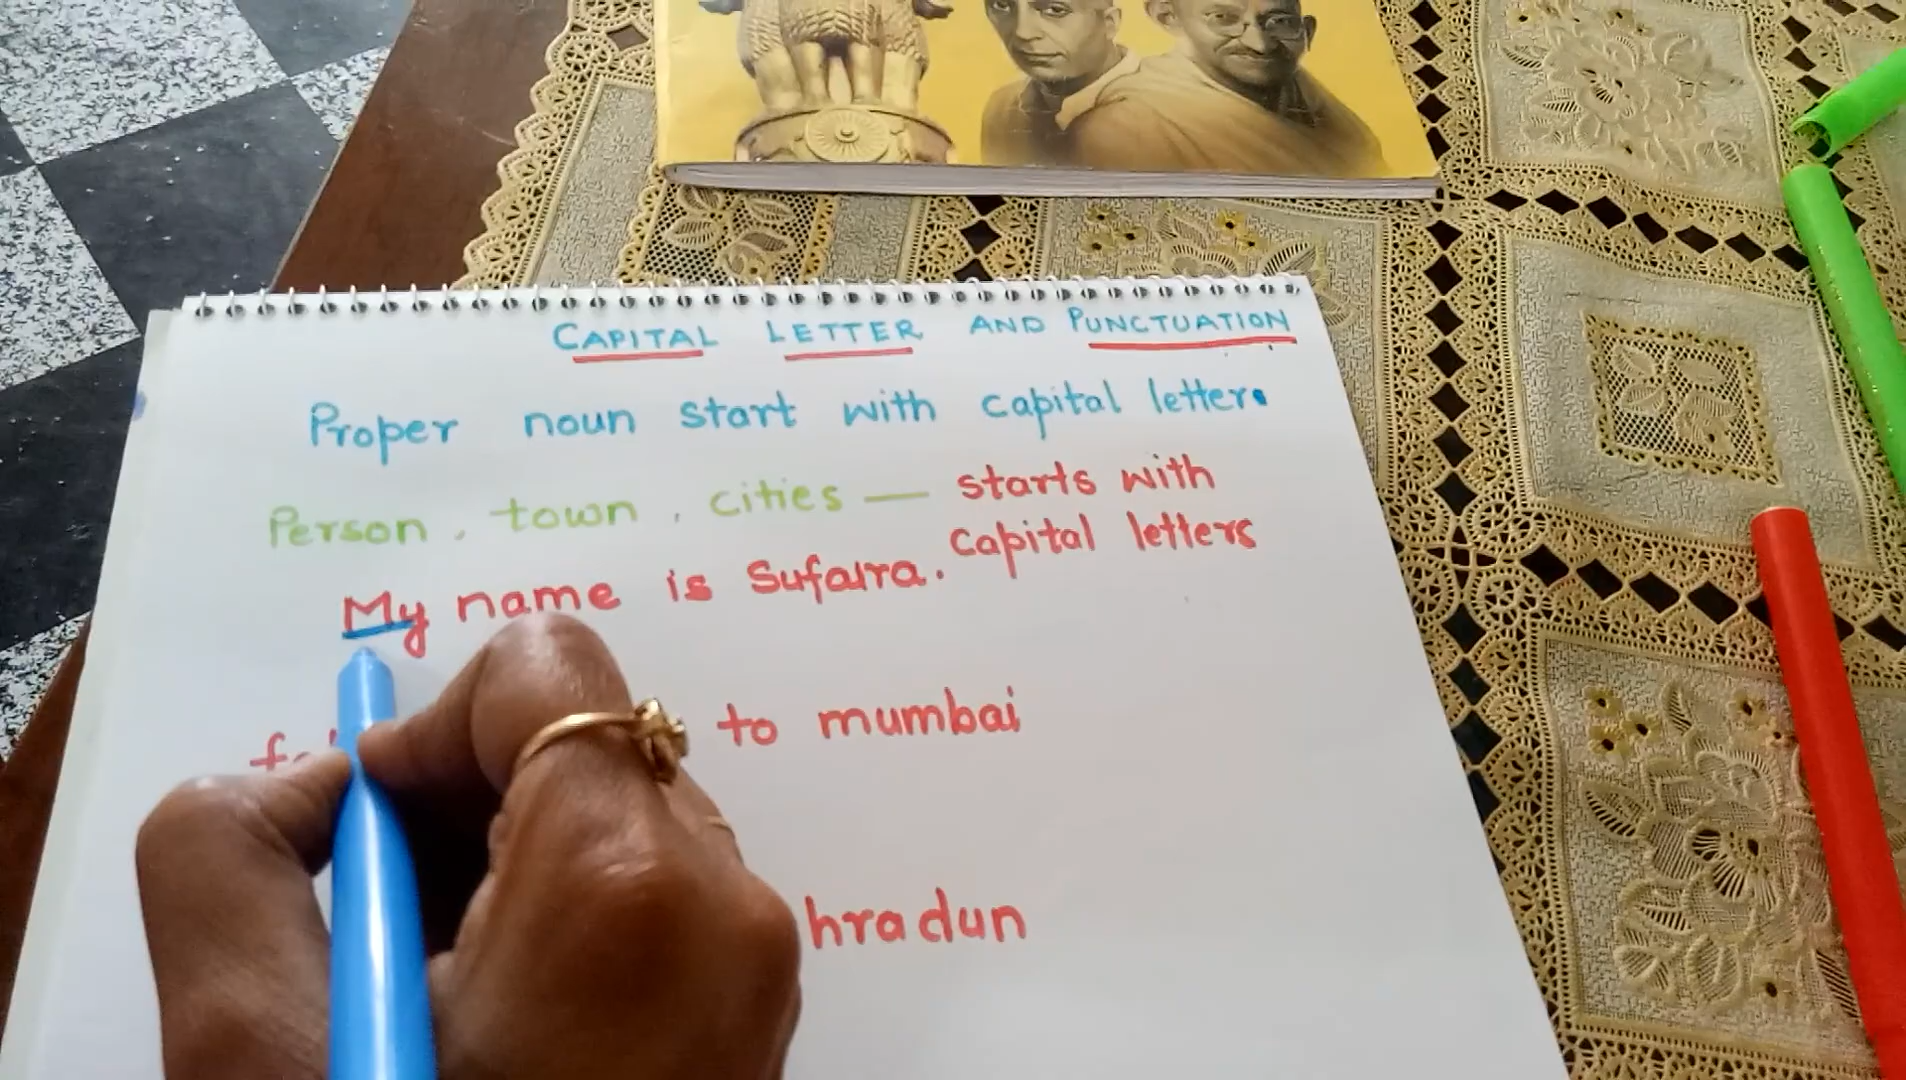 CAPITAL LETTER AND PUNCTUATION
Proper noun start with capital letter.
Person, town, cities — starts with
capital letters
My name is Sufaira.
to mumbai
hradun